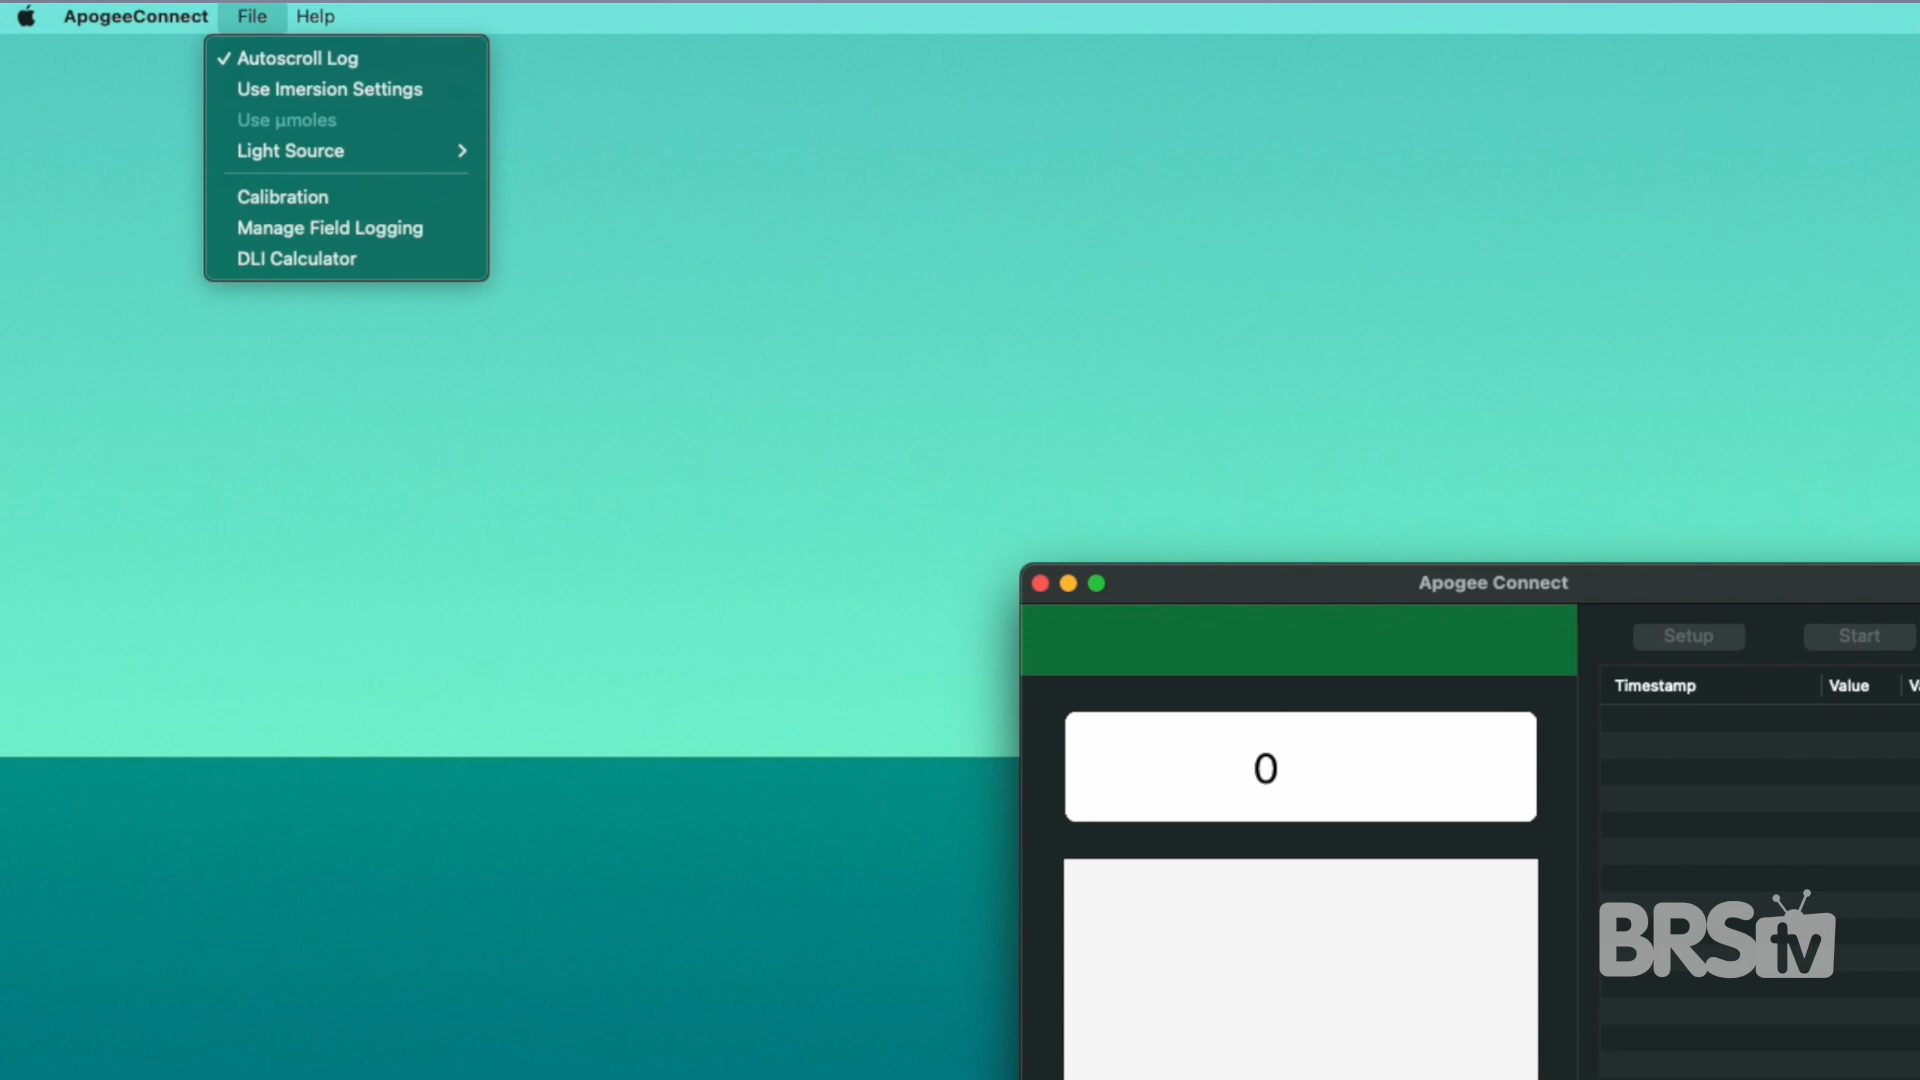 ApogeeConnect File Help
✓ Autoscroll Log
Use Imersion Settings
Use μmoles
Light Source >
Calibration
Manage Field Logging
DLI Calculator
Apogee Connect
Setup Start
Timestamp Value
0
BRStv